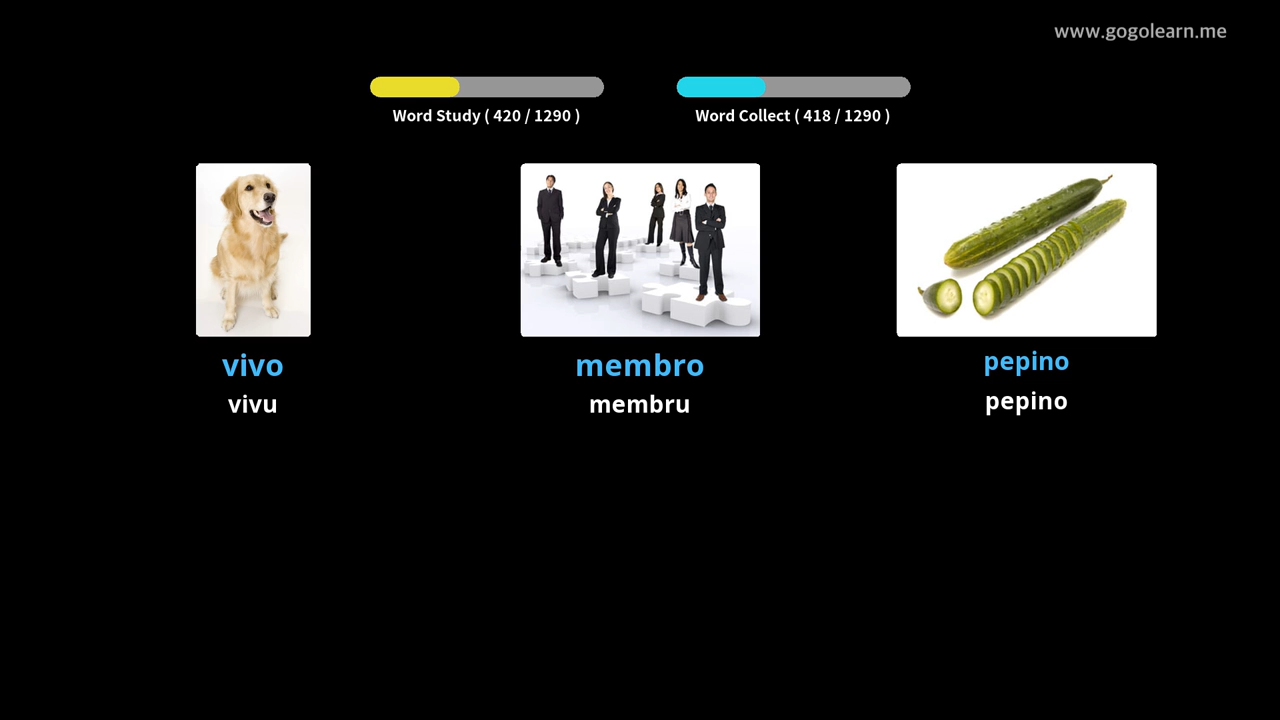 www.gogolearn.me
Word Study ( 420 / 1290 )
Word Collect ( 418 / 1290 )
vivo
vivu
membro
membru
pepino
pepino